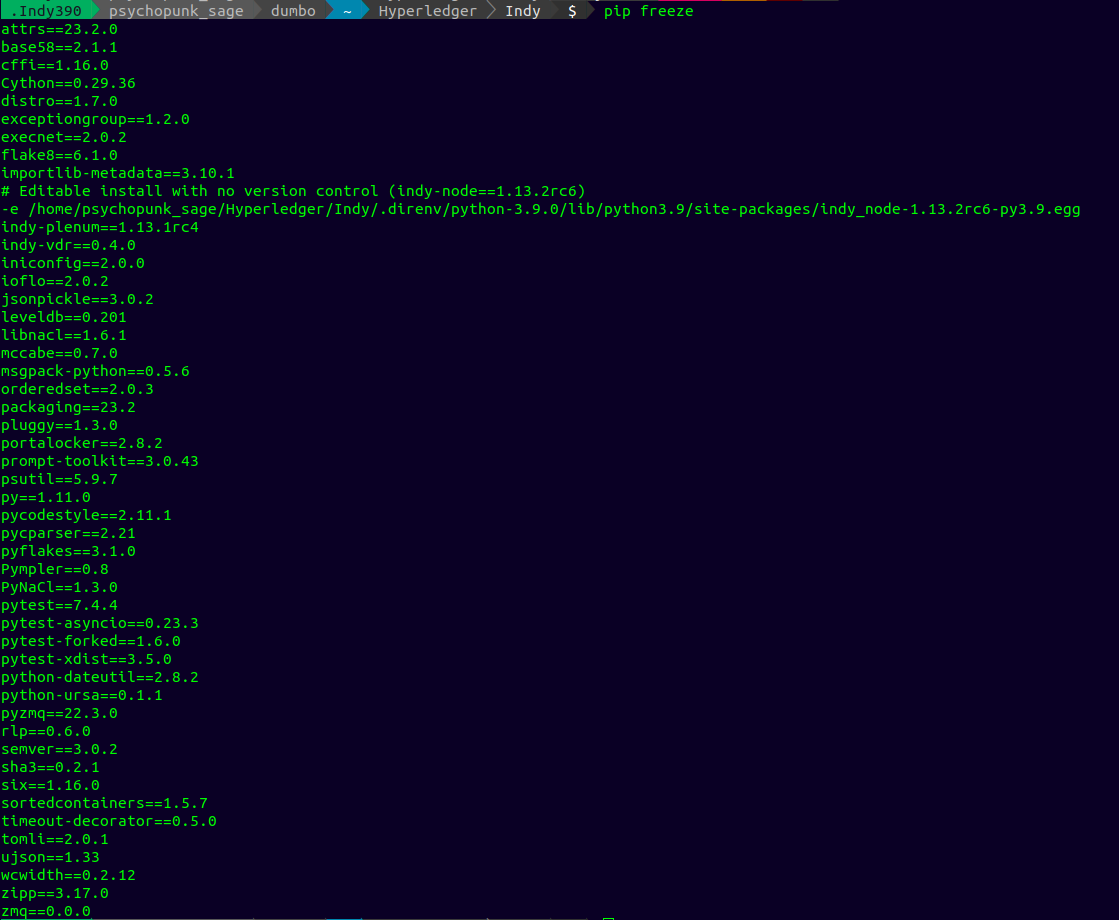 .Indy390 psychopunk_sage dumbo ~ Hyperledger Indy $ pip freeze
attrs==23.2.0
base58==2.1.1
cffi==1.16.0
Cython==0.29.36
distro==1.7.0
exceptiongroup==1.2.0
execnet==2.0.2
flake8==6.1.0
importlib-metadata==3.10.1
# Editable install with no version control (indy-node==1.13.2rc6)
-e /home/psychopunk_sage/Hyperledger/Indy/.direnv/python-3.9.0/lib/python3.9/site-packages/indy_node-1.13.2rc6-py3.9.egg
indy-plenum==1.13.1rc4
indy-vdr==0.4.0
iniconfig==2.0.0
ioflo==2.0.2
jsonpickle==3.0.2
leveldb==0.201
libnacl==1.6.1
mccabe==0.7.0
msgpack-python==0.5.6
orderedset==2.0.3
packaging==23.2
pluggy==1.3.0
portalocker==2.8.2
prompt-toolkit==3.0.43
psutil==5.9.7
py==1.11.0
pycodestyle==2.11.1
pycparser==2.21
pyflakes==3.1.0
Pympler==0.8
PyNaCl==1.3.0
pytest==7.4.4
pytest-asyncio==0.23.3
pytest-forked==1.6.0
pytest-xdist==3.5.0
python-dateutil==2.8.2
python-ursa==0.1.1
pyzmq==22.3.0
rlp==0.6.0
semver==3.0.2
sha3==0.2.1
six==1.16.0
sortedcontainers==1.5.7
timeout-decorator==0.5.0
tomli==2.0.1
ujson==1.33
wcwidth==0.2.12
zipp==3.17.0
zmq==0.0.0